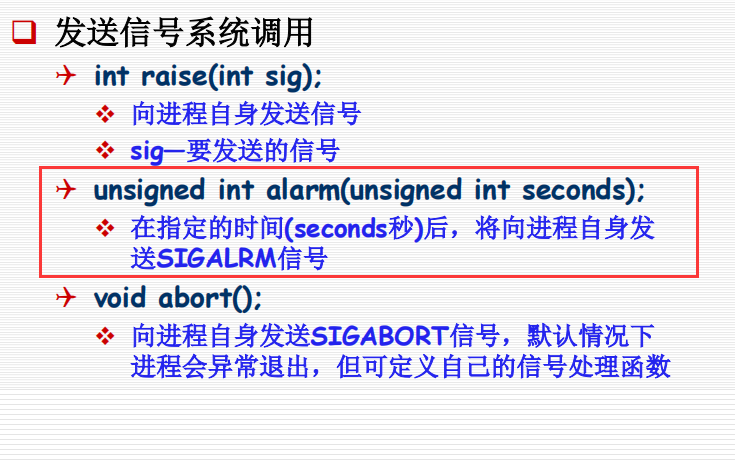 发送信号系统调用
int raise(int sig);
向进程自身发送信号
sig—要发送的信号
unsigned int alarm(unsigned int seconds);
在指定的时间(seconds秒)后，将向进程自身发
送SIGALRM信号
void abort();
向进程自身发送SIGABORT信号，默认情况下
进程会异常退出，但可定义自己的信号处理函数